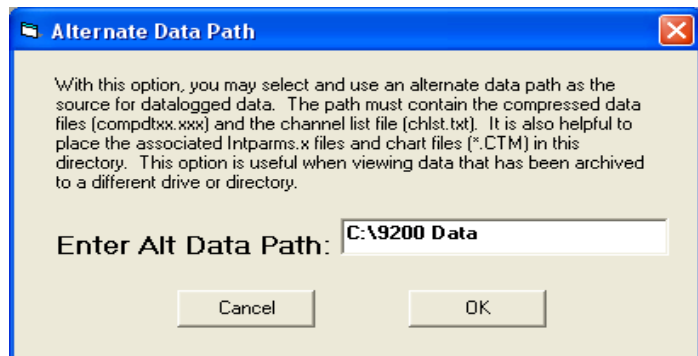 Alternate Data Path
With this option, you may select and use an alternate data path as the
source for datalogged data.  The path must contain the compressed data
files (compdtxx.xxx) and the channel list file (chlst.txt).  It is also helpful to
place the associated Intparms.x files and chart files (*.CTM) in this
directory.  This option is useful when viewing data that has been archived
to a different drive or directory.
Enter Alt Data Path: C:\9200 Data
Cancel OK